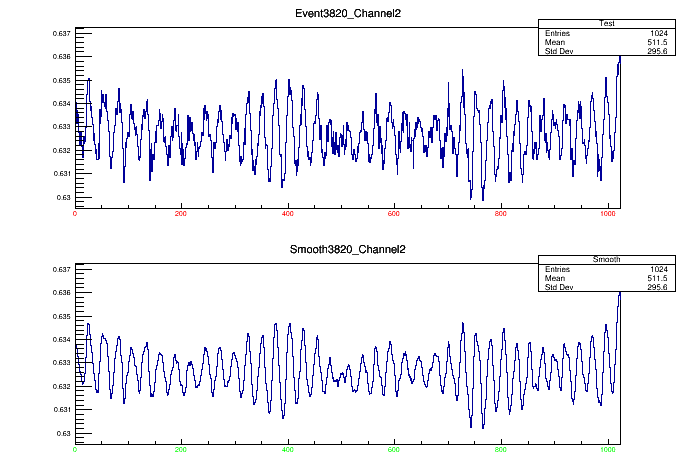 Event3820_Channel2
Test
Entries 1024
Mean 511.5
Std Dev 295.6
0.637
0.636
0.635
0.634
0.633
0.632
0.631
0.63
0 200 400 600 800 1000
Smooth3820_Channel2
Smooth
Entries 1024
Mean 511.5
Std Dev 295.6
0.637
0.636
0.635
0.634
0.633
0.632
0.631
0.63
0 200 400 600 800 1000